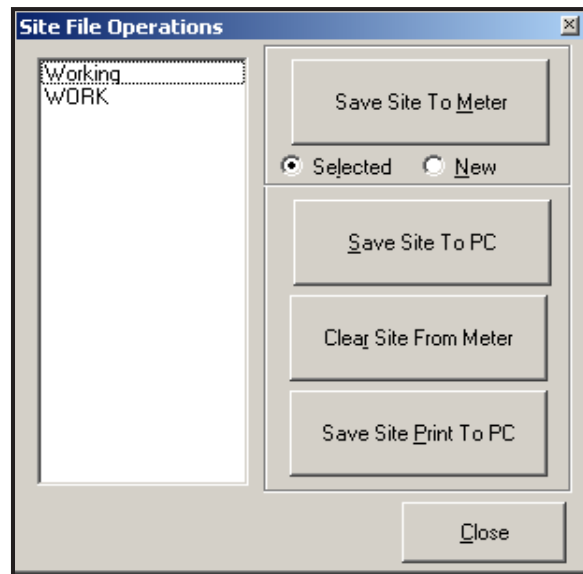 Site File Operations
Working
WORK
Save Site To Meter
Selected
New
Save Site To PC
Clear Site From Meter
Save Site Print To PC
Close